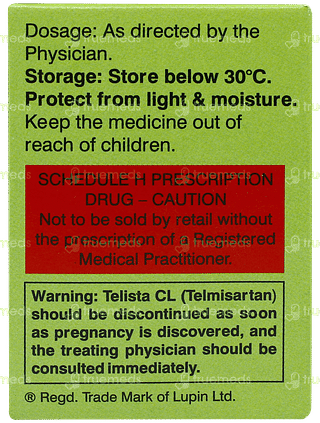 Dosage: As directed by the
Physician.
Storage: Store below 30°C.
Protect from light & moisture.
Keep the medicine out of
reach of children.
SCHEDULE H PRESCRIPTION
DRUG – CAUTION
Not to be sold by retail without
the prescription of a Registered
Medical Practitioner.
Warning: Telista CL (Telmisartan)
should be discontinued as soon
as pregnancy is discovered, and
the treating physician should be
consulted immediately.
® Regd. Trade Mark of Lupin Ltd.